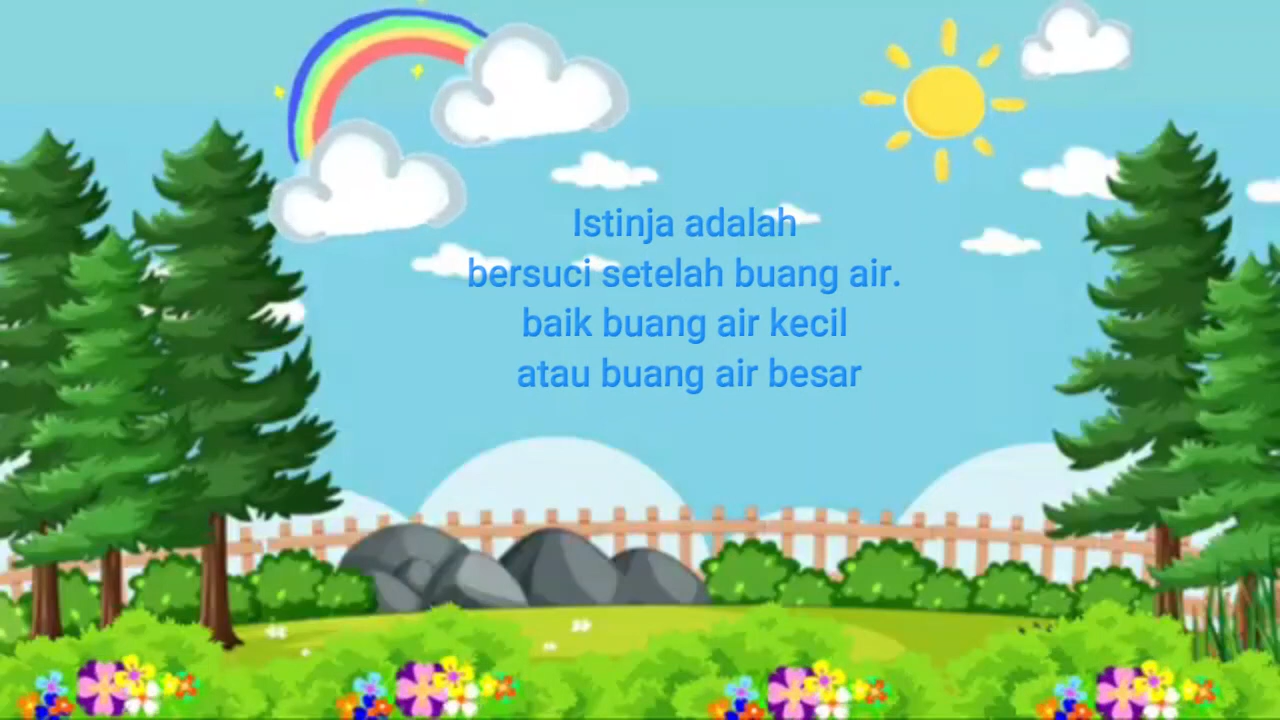 Istinja adalah
bersuci setelah buang air.
baik buang air kecil
atau buang air besar